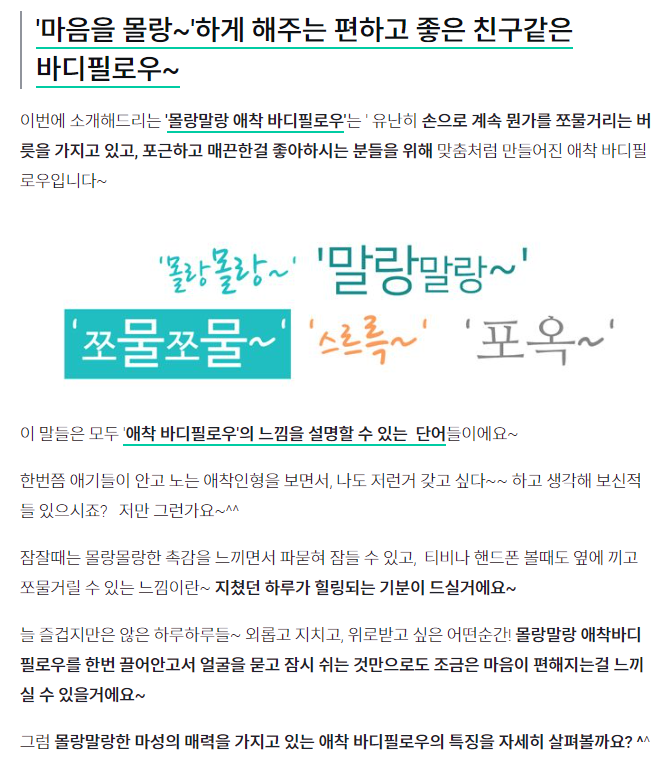 '마음을 몰랑~'하게 해주는 편하고 좋은 친구같은
바디필로우~
이번에 소개해드리는 '몰랑말랑 애착 바디필로우'는 ' 유난히 손으로 계속 뭔가를 쪼물거리는 버
릇을 가지고 있고, 포근하고 매끈한걸 좋아하시는 분들을 위해 맞춤처럼 만들어진 애착 바디필
로우입니다~
'몰랑몰랑~' '말랑말랑~'
'쪼물쪼물~' '스르륵~' '포옥~'
이 말들은 모두 '애착 바디필로우'의 느낌을 설명할 수 있는 단어들이에요~
한번쯤 애기들이 안고 노는 애착인형을 보면서, 나도 저런거 갖고 싶다~~ 하고 생각해 보신적
들 있으시죠? 저만 그런가요~^^
잠잘때는 몰랑몰랑한 촉감을 느끼면서 파묻혀 잠들 수 있고, 티비나 핸드폰 볼때도 옆에 끼고
쪼물거릴 수 있는 느낌이란~ 지쳤던 하루가 힐링되는 기분이 드실거에요~
늘 즐겁지만은 않은 하루하루들~ 외롭고 지치고, 위로받고 싶은 어떤순간! 몰랑말랑 애착바디
필로우를 한번 끌어안고서 얼굴을 묻고 잠시 쉬는 것만으로도 조금은 마음이 편해지는걸 느끼
실 수 있을거에요~
그럼 몰랑말랑한 마성의 매력을 가지고 있는 애착 바디필로우의 특징을 자세히 살펴볼까요? ^^